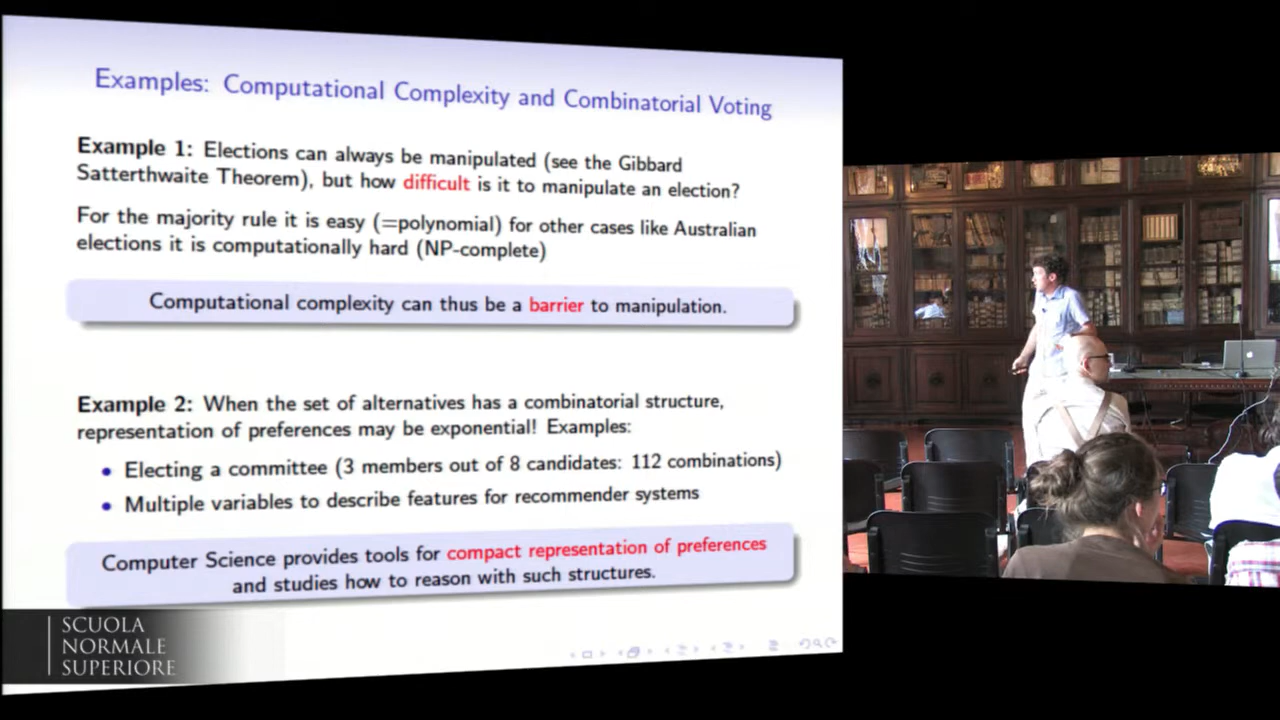 Examples: Computational Complexity and Combinatorial Voting
Example 1: Elections can always be manipulated (see the Gibbard
Satterthwaite Theorem), but how difficult is it to manipulate an election?
For the majority rule it is easy (=polynomial) for other cases like Australian
elections it is computationally hard (NP-complete)
Computational complexity can thus be a barrier to manipulation.
Example 2: When the set of alternatives has a combinatorial structure,
representation of preferences may be exponential! Examples:
• Electing a committee (3 members out of 8 candidates: 112 combinations)
• Multiple variables to describe features for recommender systems
Computer Science provides tools for compact representation of preferences
and studies how to reason with such structures.
SCUOLA
NORMALE
SUPERIORE